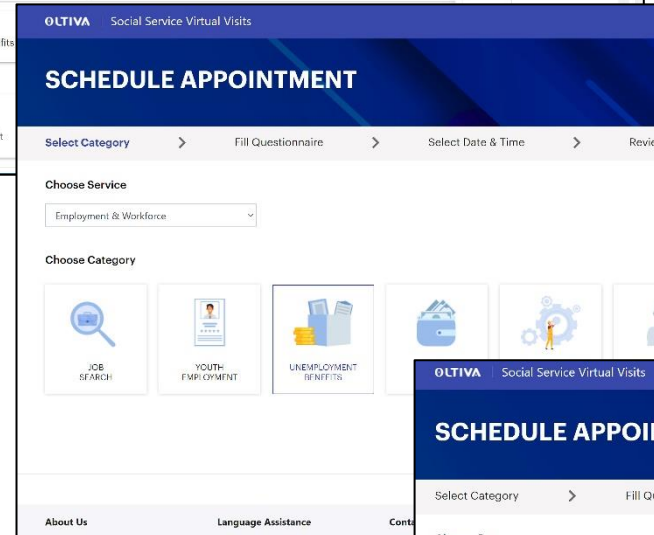 fits
t
OLTIVA | Social Service Virtual Visits
SCHEDULE APPOINTMENT
Select Category > Fill Questionnaire > Select Date & Time > Revie
Choose Service
Employment & Workforce
Choose Category
JOB SEARCH
YOUTH EMPLOYMENT
UNEMPLOYMENT BENEFITS
About Us Language Assistance Conta
OLTIVA | Social Service Virtual Visits
SCHEDULE APPOI
Select Category > Fill Qu